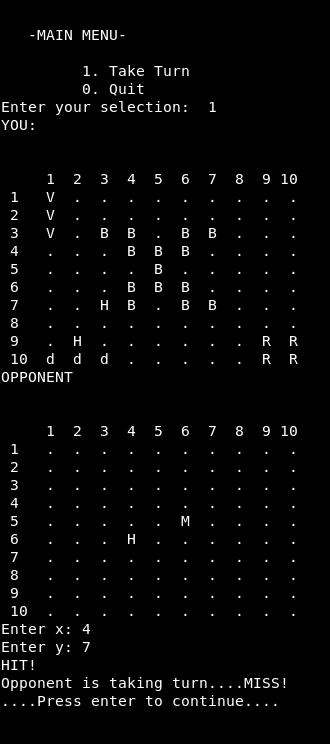 -MAIN MENU-
1. Take Turn
0. Quit
Enter your selection:  1
YOU:
     1  2  3  4  5  6  7  8  9 10
 1   V  .  .  .  .  .  .  .  .  .
 2   V  .  .  .  .  .  .  .  .  .
 3   V  .  B  B  .  B  B  .  .  .
 4   .  .  .  B  B  B  .  .  .  .
 5   .  .  .  .  B  .  .  .  .  .
 6   .  .  .  B  B  B  .  .  .  .
 7   .  .  H  B  .  B  B  .  .  .
 8   .  .  .  .  .  .  .  .  .  .
 9   .  H  .  .  .  .  .  .  R  R
 10  d  d  d  .  .  .  .  .  R  R
OPPONENT
     1  2  3  4  5  6  7  8  9 10
 1   .  .  .  .  .  .  .  .  .  .
 2   .  .  .  .  .  .  .  .  .  .
 3   .  .  .  .  .  .  .  .  .  .
 4   .  .  .  .  .  .  .  .  .  .
 5   .  .  .  .  .  M  .  .  .  .
 6   .  .  .  H  .  .  .  .  .  .
 7   .  .  .  .  .  .  .  .  .  .
 8   .  .  .  .  .  .  .  .  .  .
 9   .  .  .  .  .  .  .  .  .  .
 10  .  .  .  .  .  .  .  .  .  .
Enter x: 4
Enter y: 7
HIT!
Opponent is taking turn....MISS!
....Press enter to continue....